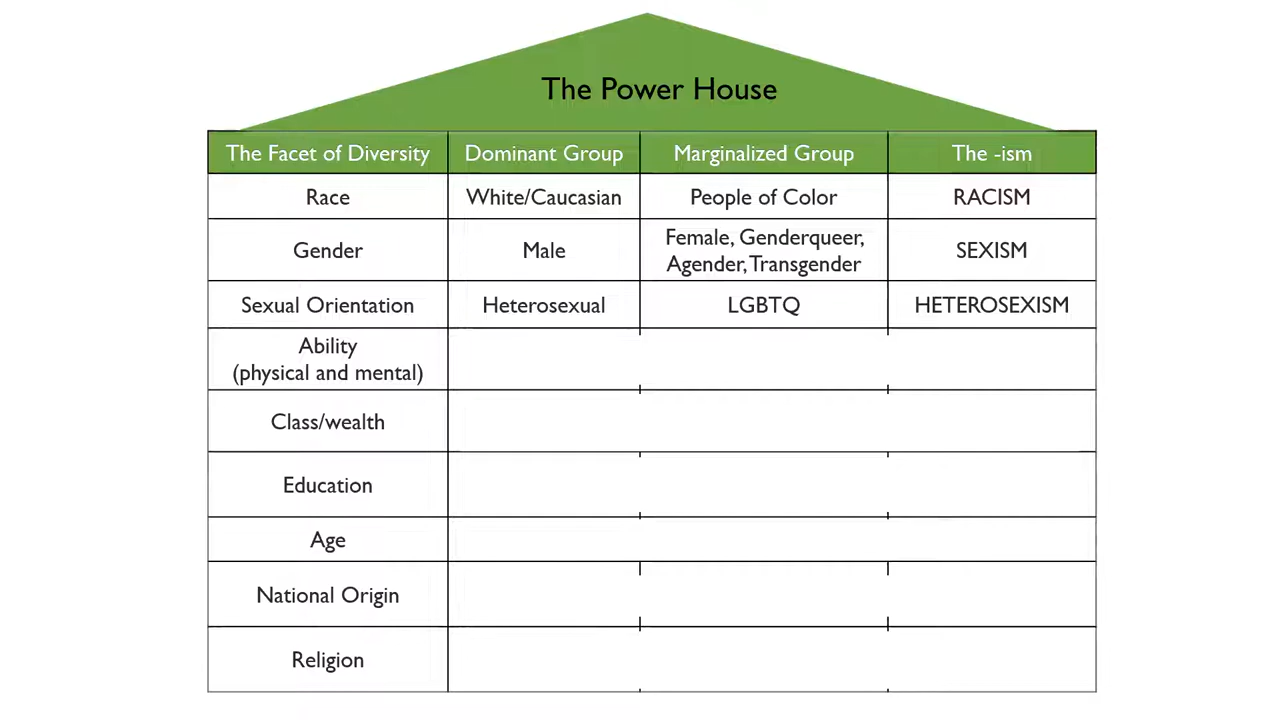 The Power House
The Facet of Diversity Dominant Group Marginalized Group The -ism
Race White/Caucasian People of Color RACISM
Gender Male Female, Genderqueer, Agender, Transgender SEXISM
Sexual Orientation Heterosexual LGBTQ HETEROSEXISM
Ability
(physical and mental)
Class/wealth
Education
Age
National Origin
Religion